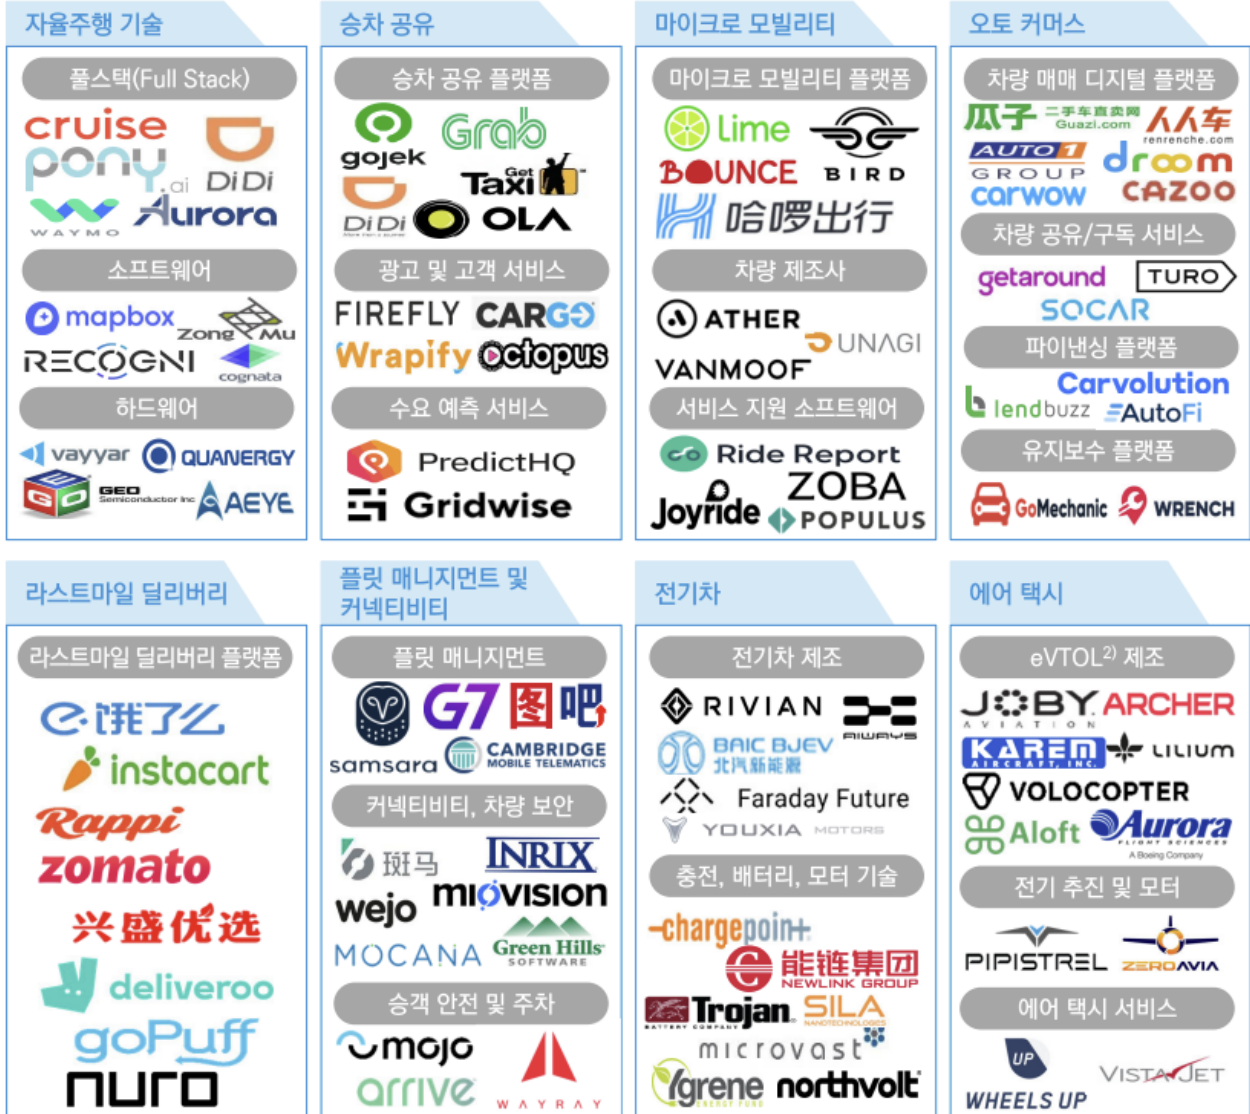 자율주행 기술
풀스택(Full Stack)
cruise
pony.ai
DiDi
WAYMO
Aurora
소프트웨어
mapbox
Zong Mu
RECOGNI
cognata
하드웨어
vayyar
QUANERGY
GEO
GEO
Semiconductor Inc
AEYE
승차 공유
승차 공유 플랫폼
gojek
Grab
DiDi
Get
Taxi
OLA
광고 및 고객 서비스
FIREFLY
CARGO
Wrapify
octopus
수요 예측 서비스
PredictHQ
Gridwise
마이크로 모빌리티
마이크로 모빌리티 플랫폼
Lime
BOUNCE
BIRD
哈啰出行
차량 제조사
ATHER
UNAGI
VANMOOF
서비스 지원 소프트웨어
Ride Report
ZOBA
Joyride
POPULUS
오토 커머스
차량 매매 디지털 플랫폼
瓜子 二手车直卖网
Guazi.com
人人车
renrenche.com
AUTO1
GROUP
droom
carwow
CAZOO
차량 공유/구독 서비스
getaround
TURO
SOCAR
파이낸싱 플랫폼
Carvolution
lendbuzz
AutoFi
유지보수 플랫폼
GoMechanic
WRENCH
라스트마일 딜리버리
라스트마일 딜리버리 플랫폼
e·饿了么
instacart
Rappi
zomato
兴盛优选
deliveroo
goPuff
nuro
플릿 매니지먼트 및
커넥티비티
플릿 매니지먼트
samsara
G7
图吧
CAMBRIDGE
MOBILE TELEMATICS
커넥티비티, 차량 보안
斑马
INRIX
wejo
miovision
MOCANA
Green Hills
SOFTWARE
승객 안전 및 주차
mojo
arrive
WAYRAY
전기차
전기차 제조
RIVIAN
AIWAYS
BAIC BJEV
北汽新能源
Faraday Future
YOUXIA MOTORS
충전, 배터리, 모터 기술
-chargepoin+.
能链集团
NEWLINK GROUP
Trojan
BATTERY COMPANY
SILA
NANOTECHNOLOGIES
microvast
Ygrene
ENERGY FUND
northvolt
에어 택시
eVTOL2) 제조
JOBY
AVIATION
ARCHER
KAREM
AIRCRAFT, INC.
LILIUM
VOLOCOPTER
Aloft
Aurora
FLIGHT SCIENCES
A Boeing Company
전기 추진 및 모터
PIPISTREL
ZEROAVIA
에어 택시 서비스
UP
WHEELS UP
VISTAJET